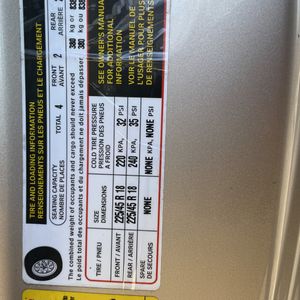 TIRE AND LOADING INFORMATION
RENSEIGNEMENTS SUR LES PNEUS ET LE CHARGEMENT
SEATING CAPACITY
NOMBRE DE PLACES
TOTAL 4
FRONT
AVANT 2
REAR
ARRIÈRE
The combined weight of occupants and cargo should never exceed
Le poids total des occupants et du chargement ne doit jamais dépasser,
380 kg or
380 kg ou
TIRE / PNEU
SIZE
DIMENSIONS
COLD TIRE PRESSURE
PRESSION DES PNEUS
A FROID
FRONT / AVANT
225/45 R 18
220 KPA, 32 PSI
REAR / ARRIÈRE
225/45 R 18
240 KPA, 35 PSI
SPARE
DE SECOURS
NONE
NONE KPA, NONE PSI
SEE OWNER'S MANUAL
FOR ADDITIONAL
INFORMATION
VOIR LE MANUEL DE
L'USAGER POUR PLUS
DE RENSEIGNEMENTS